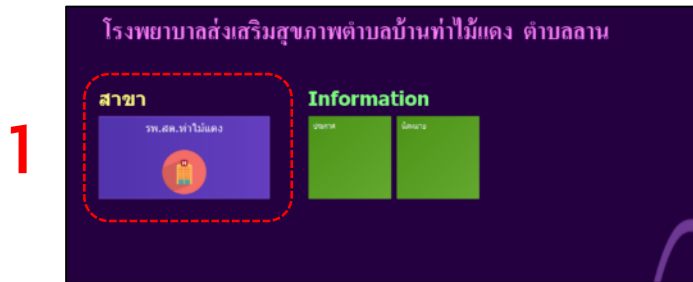 โรงพยาบาลส่งเสริมสุขภาพตำบลบ้านท่าไม้แดง ตำบลลาน
1
สาขา
Information
รพ.สต.ท่าไม้แดง
ประกาศ
นัดหมาย